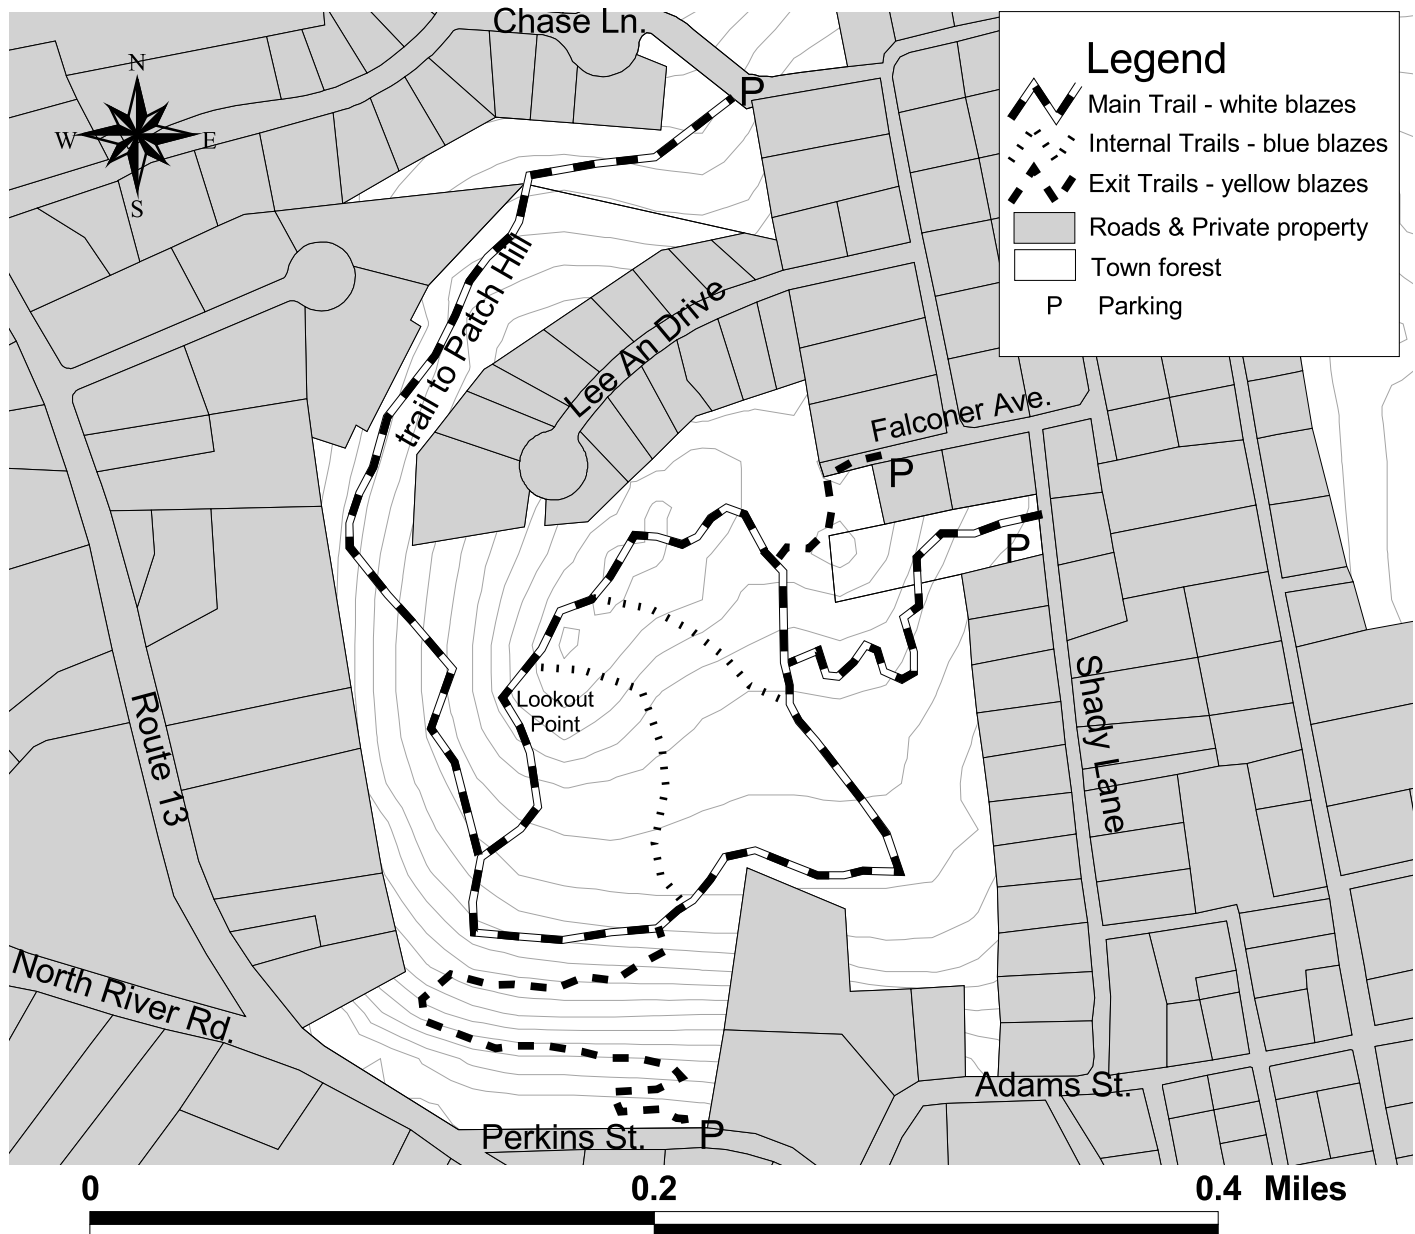 Chase Ln.
N
W
E
S
P
Legend
Main Trail - white blazes
Internal Trails - blue blazes
Exit Trails - yellow blazes
Roads & Private property
Town forest
P Parking
trail to Patch Hill
Lee An Drive
Falconer Ave.
P
P
Lookout
Point
Route 13
Shady Lane
North River Rd.
Adams St.
Perkins St.
P
0
0.2
0.4 Miles